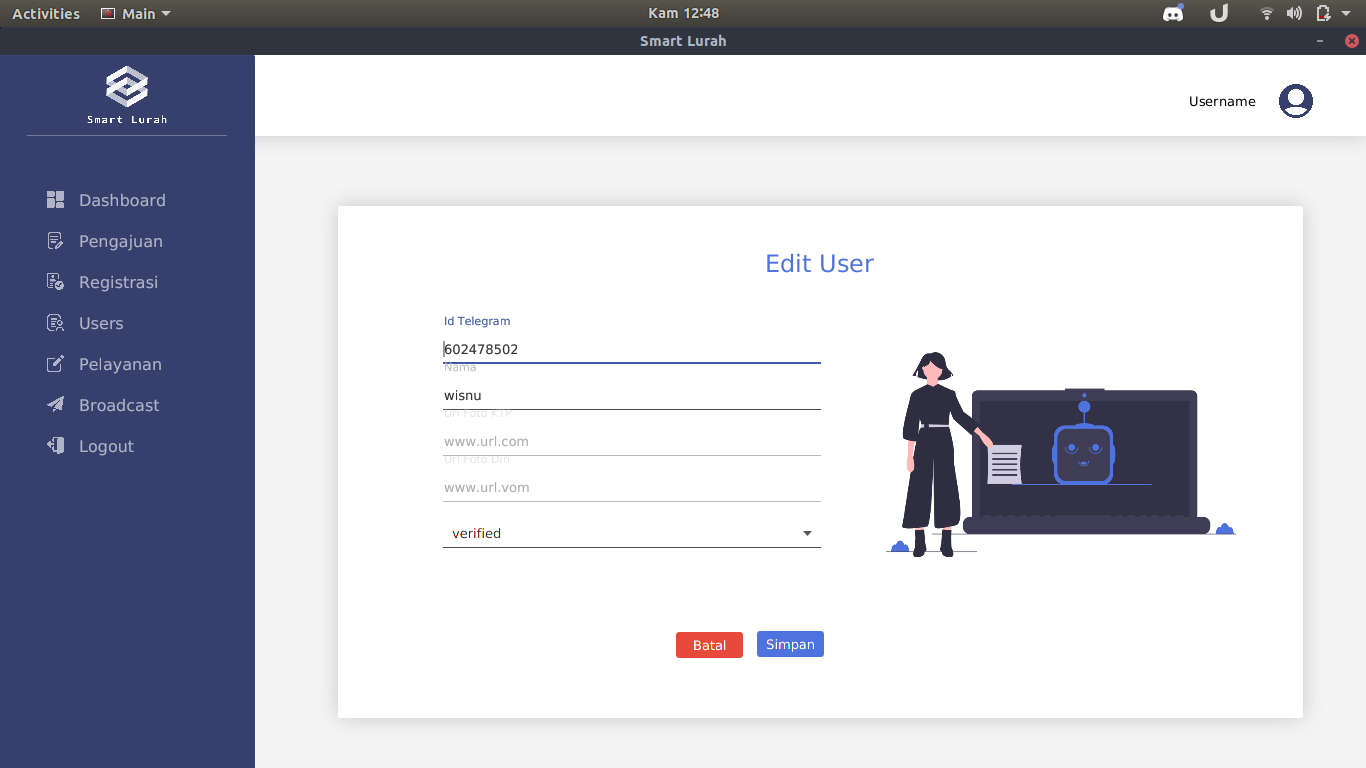 Activities
Main
Kam 12:48
Smart Lurah
Smart Lurah
Username
Dashboard
Pengajuan
Registrasi
Users
Pelayanan
Broadcast
Logout
Edit User
Id Telegram
602478502
Nama
wisnu
Url Foto KTP
www.url.com
Url Foto Diri
www.url.vom
verified
Batal
Simpan